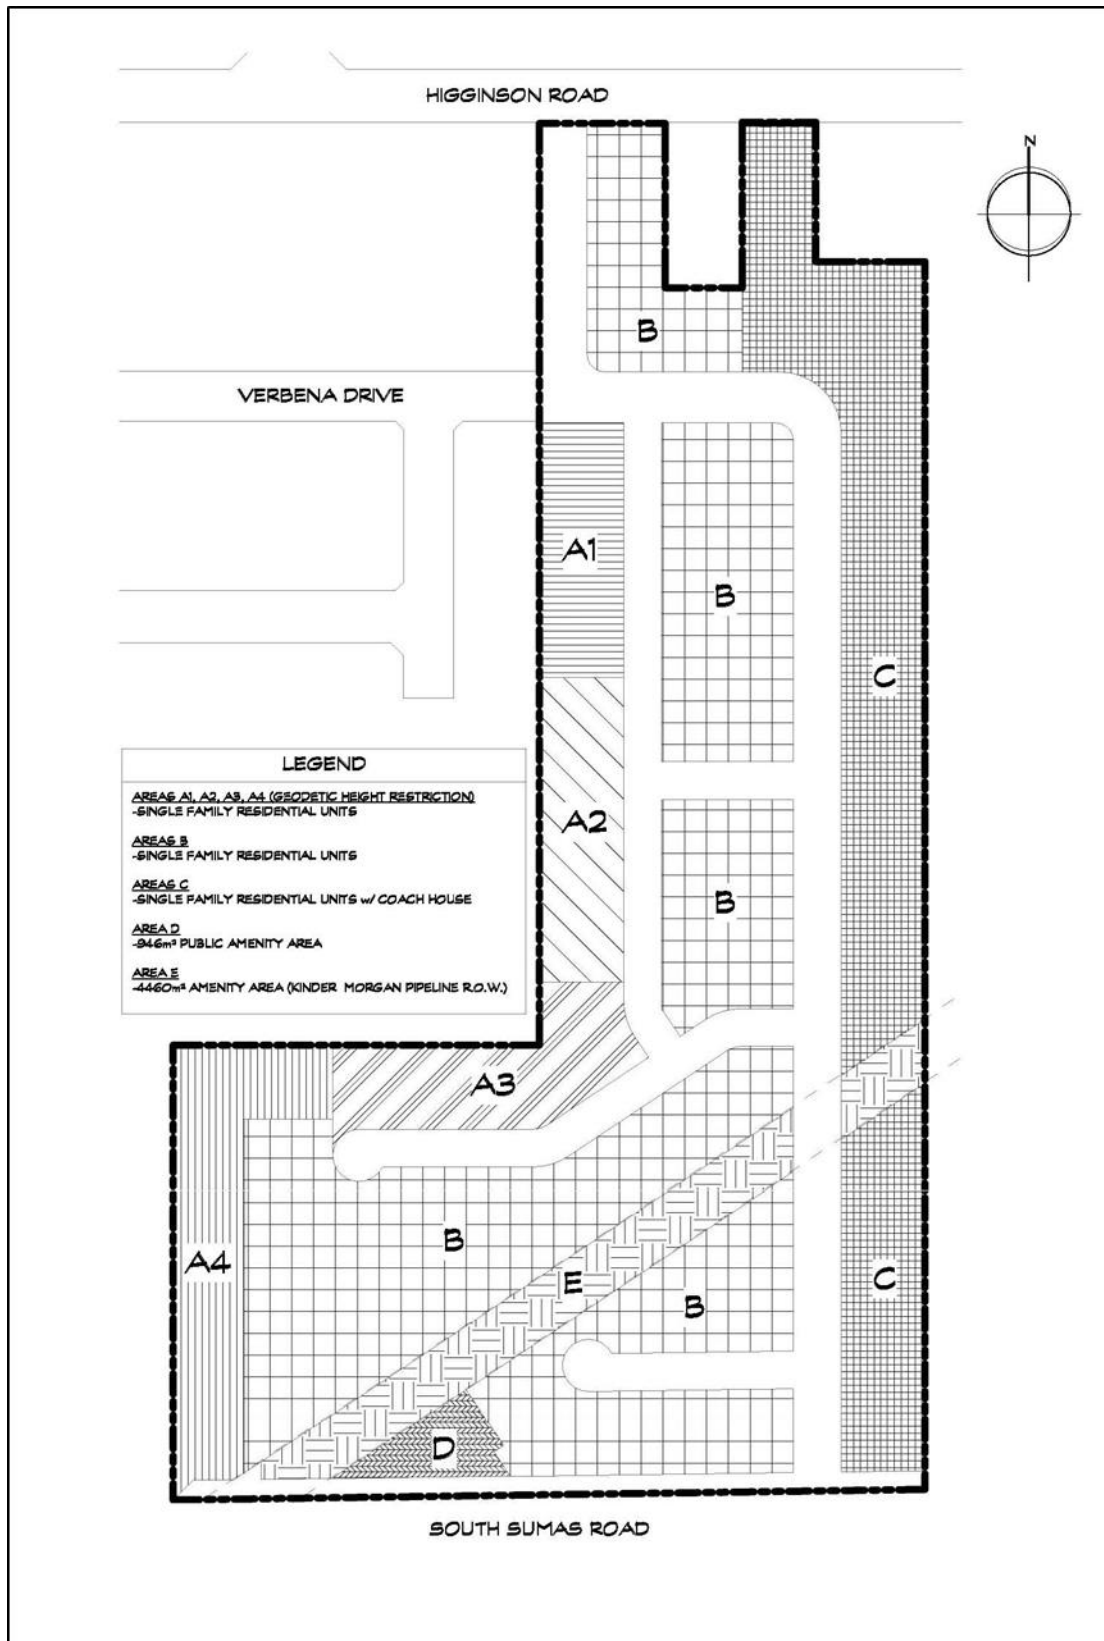 HIGGINSON ROAD
N
B
VERBENA DRIVE
A1
B
C
LEGEND
AREAS A1, A2, A3, A4 (GEODETIC HEIGHT RESTRICTION)
-SINGLE FAMILY RESIDENTIAL UNITS
AREAS B
-SINGLE FAMILY RESIDENTIAL UNITS
AREAS C
-SINGLE FAMILY RESIDENTIAL UNITS w/ COACH HOUSE
AREA D
-946m² PUBLIC AMENITY AREA
AREA E
-4460m² AMENITY AREA (KINDER MORGAN PIPELINE R.O.W.)
A2
B
A3
B
A4
E
C
B
D
SOUTH SUMAS ROAD